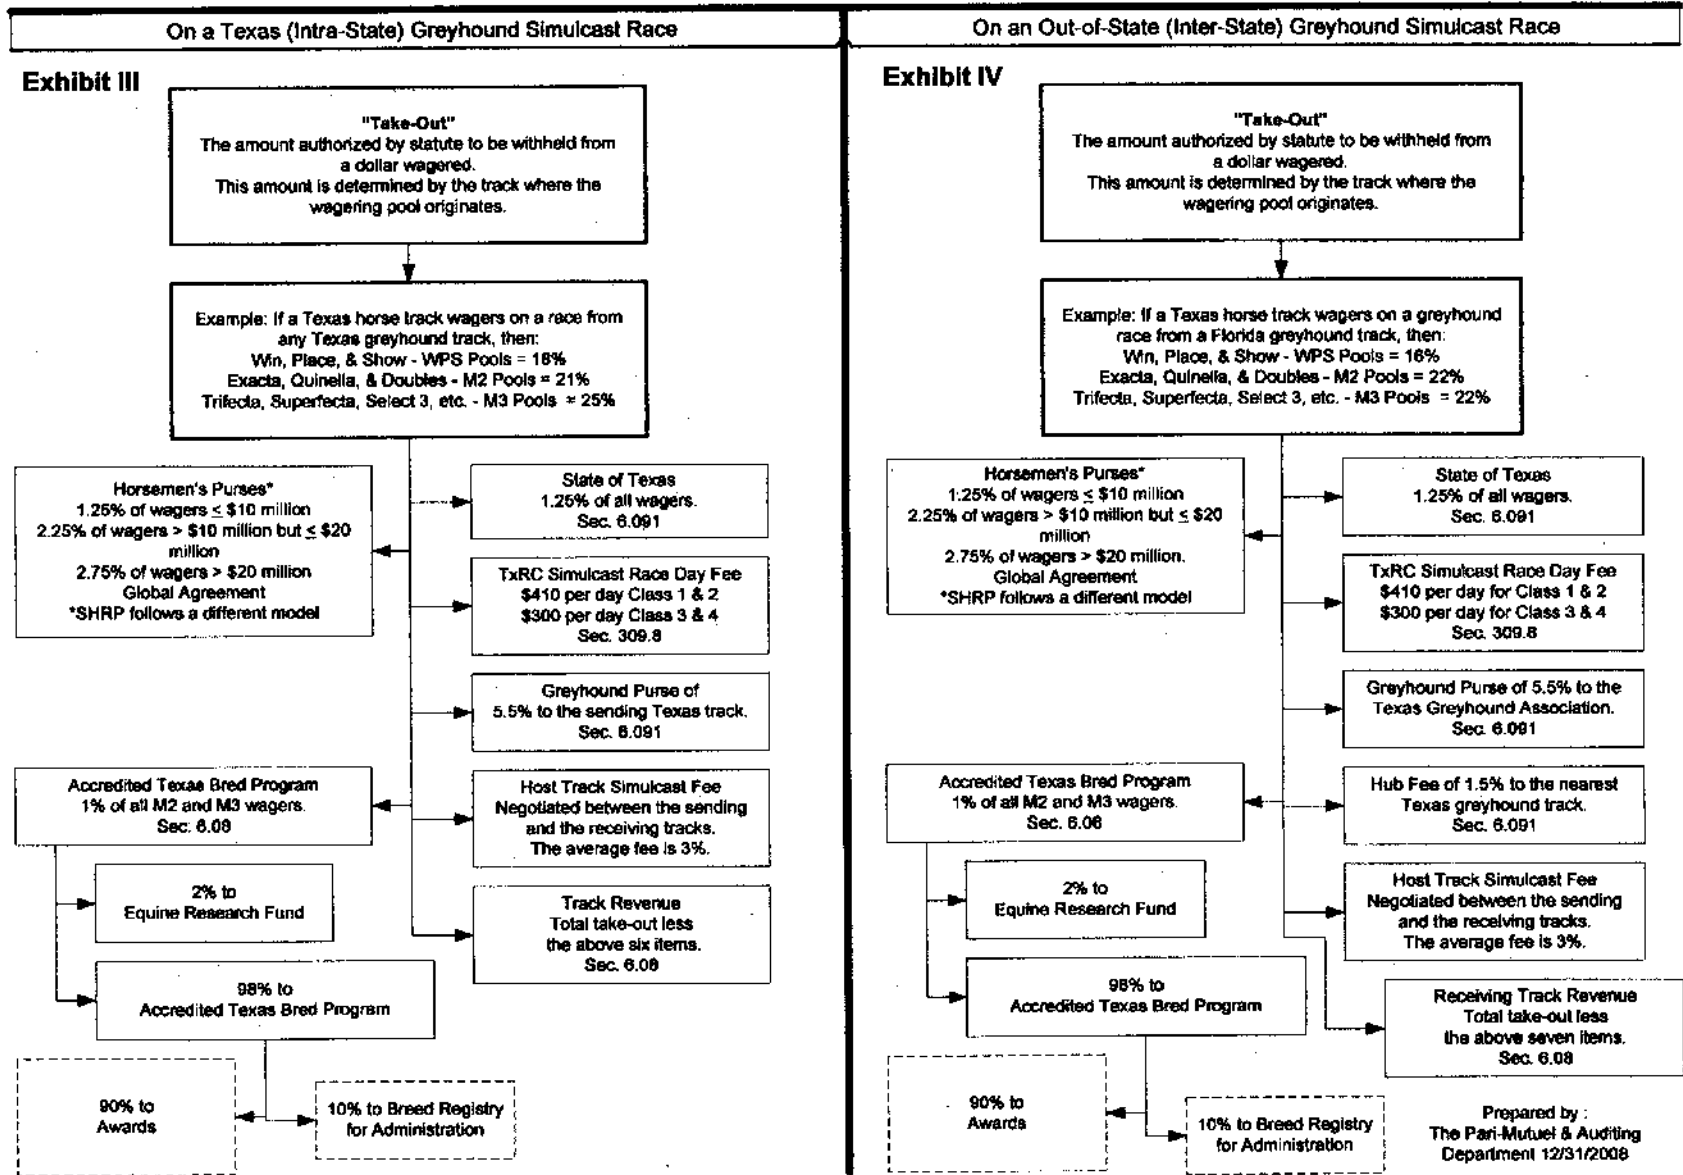 On a Texas (Intra-State) Greyhound Simulcast Race
Exhibit III
"Take-Out"
The amount authorized by statute to be withheld from
a dollar wagered.
This amount is determined by the track where the
wagering pool originates.
Example: If a Texas horse track wagers on a race from
any Texas greyhound track, then:
Win, Place, & Show - WPS Pools = 18%
Exacta, Quinella, & Doubles - M2 Pools = 21%
Trifecta, Superfecta, Select 3, etc. - M3 Pools = 25%
Horsemen's Purses*
1.25% of wagers ≤ $10 million
2.25% of wagers > $10 million but ≤ $20
million
2.75% of wagers > $20 million
Global Agreement
*SHRP follows a different model
State of Texas
1.25% of all wagers.
Sec. 6.091
TxRC Simulcast Race Day Fee
$410 per day Class 1 & 2
$300 per day Class 3 & 4
Sec. 309.8
Greyhound Purse of
5.5% to the sending Texas track.
Sec. 6.091
Accredited Texas Bred Program
1% of all M2 and M3 wagers.
Sec. 6.08
Host Track Simulcast Fee
Negotiated between the sending
and the receiving tracks.
The average fee is 3%.
2% to
Equine Research Fund
Track Revenue
Total take-out less
the above six items.
Sec. 6.08
98% to
Accredited Texas Bred Program
90% to
Awards
10% to Breed Registry
for Administration
On an Out-of-State (Inter-State) Greyhound Simulcast Race
Exhibit IV
"Take-Out"
The amount authorized by statute to be withheld from
a dollar wagered.
This amount is determined by the track where the
wagering pool originates.
Example: If a Texas horse track wagers on a greyhound
race from a Florida greyhound track, then:
Win, Place, & Show - WPS Pools = 16%
Exacta, Quinella, & Doubles - M2 Pools = 22%
Trifecta, Superfecta, Select 3, etc. - M3 Pools = 22%
Horsemen's Purses*
1.25% of wagers ≤ $10 million
2.25% of wagers > $10 million but ≤ $20
million
2.75% of wagers > $20 million.
Global Agreement
*SHRP follows a different model
State of Texas
1.25% of all wagers.
Sec. 6.091
TxRC Simulcast Race Day Fee
$410 per day for Class 1 & 2
$300 per day for Class 3 & 4
Sec. 309.8
Greyhound Purse of 5.5% to the
Texas Greyhound Association.
Sec. 6.091
Accredited Texas Bred Program
1% of all M2 and M3 wagers.
Sec. 6.08
Hub Fee of 1.5% to the nearest
Texas greyhound track.
Sec. 6.091
2% to
Equine Research Fund
Host Track Simulcast Fee
Negotiated between the sending
and the receiving tracks.
The average fee is 3%.
98% to
Accredited Texas Bred Program
Receiving Track Revenue
Total take-out less
the above seven items.
Sec. 6.08
90% to
Awards
10% to Breed Registry
for Administration
Prepared by :
The Pari-Mutuel & Auditing
Department 12/31/2008